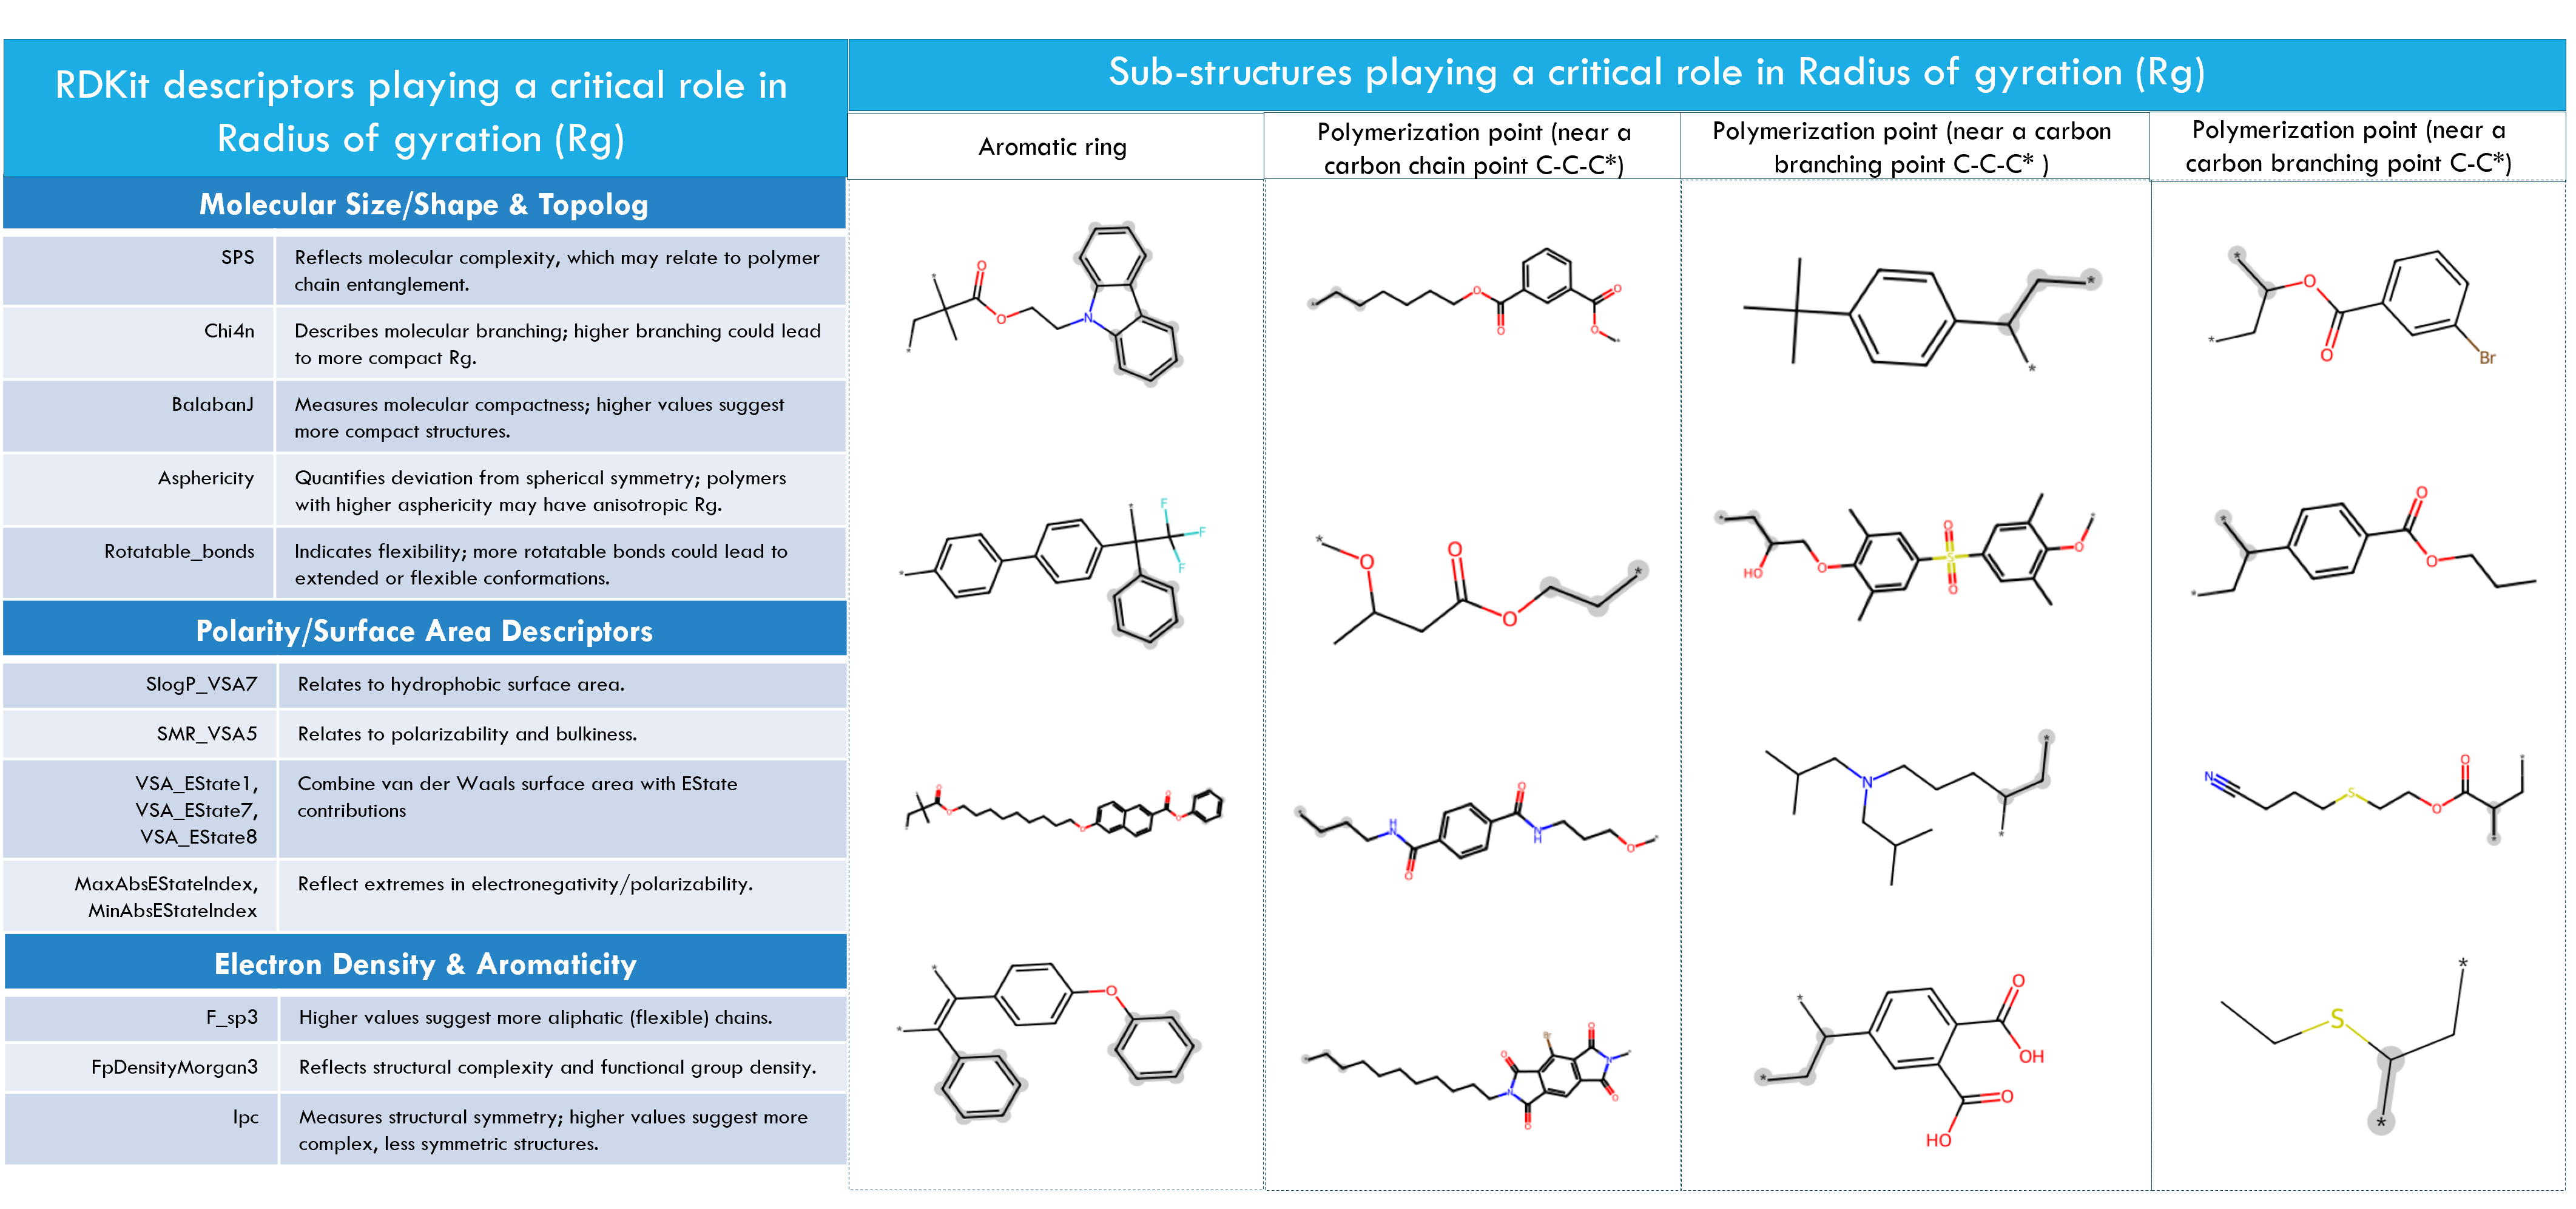 RDKit descriptors playing a critical role in
Radius of gyration (Rg)
Molecular Size/Shape & Topolog
SPS
Reflects molecular complexity, which may relate to polymer
chain entanglement.
Chi4n
Describes molecular branching; higher branching could lead
to more compact Rg.
BalabanJ
Measures molecular compactness; higher values suggest
more compact structures.
Asphericity
Quantifies deviation from spherical symmetry; polymers
with higher asphericity may have anisotropic Rg.
Rotatable_bonds
Indicates flexibility; more rotatable bonds could lead to
extended or flexible conformations.
Polarity/Surface Area Descriptors
SlogP_VSA7
Relates to hydrophobic surface area.
SMR_VSA5
Relates to polarizability and bulkiness.
VSA_EState1,
VSA_EState7,
VSA_EState8
Combine van der Waals surface area with EState
contributions
MaxAbsEStateIndex,
MinAbsEStateIndex
Reflect extremes in electronegativity/polarizability.
Electron Density & Aromaticity
F_sp3
Higher values suggest more aliphatic (flexible) chains.
FpDensityMorgan3
Reflects structural complexity and functional group density.
Ipc
Measures structural symmetry; higher values suggest more
complex, less symmetric structures.
Sub-structures playing a critical role in Radius of gyration (Rg)
Aromatic ring
* O O N *
* F F F *
* O O O O O
* O *
Polymerization point (near a
carbon chain point C-C-C*)
* O O O O *
* O O O *
* H N O O N H O *
* N O O Br O O N *
Polymerization point (near a carbon
branching point C-C-C* )
* *
* HO O O S O O *
N * *
* * O OH O HO
Polymerization point (near a
carbon branching point C-C*)
* * O O Br
* * O O
N S O O * *
S * *